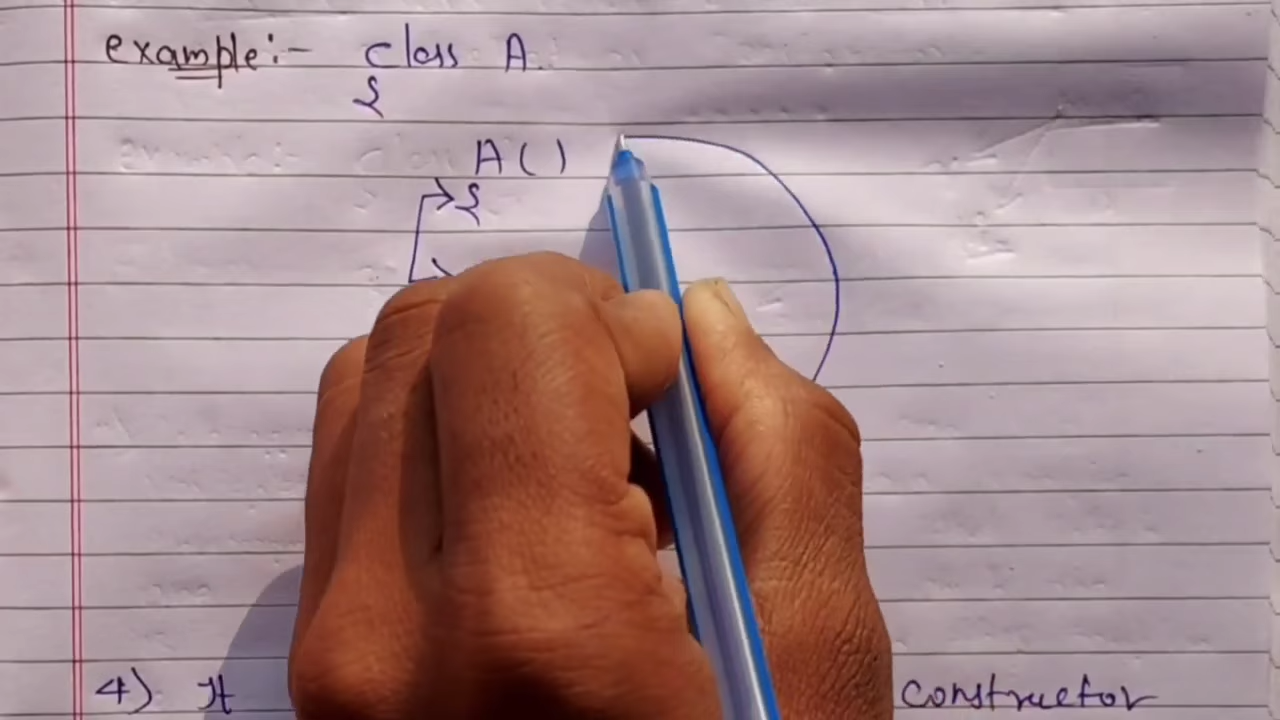 example:- class A
{
A ( )
{
4) It constructor